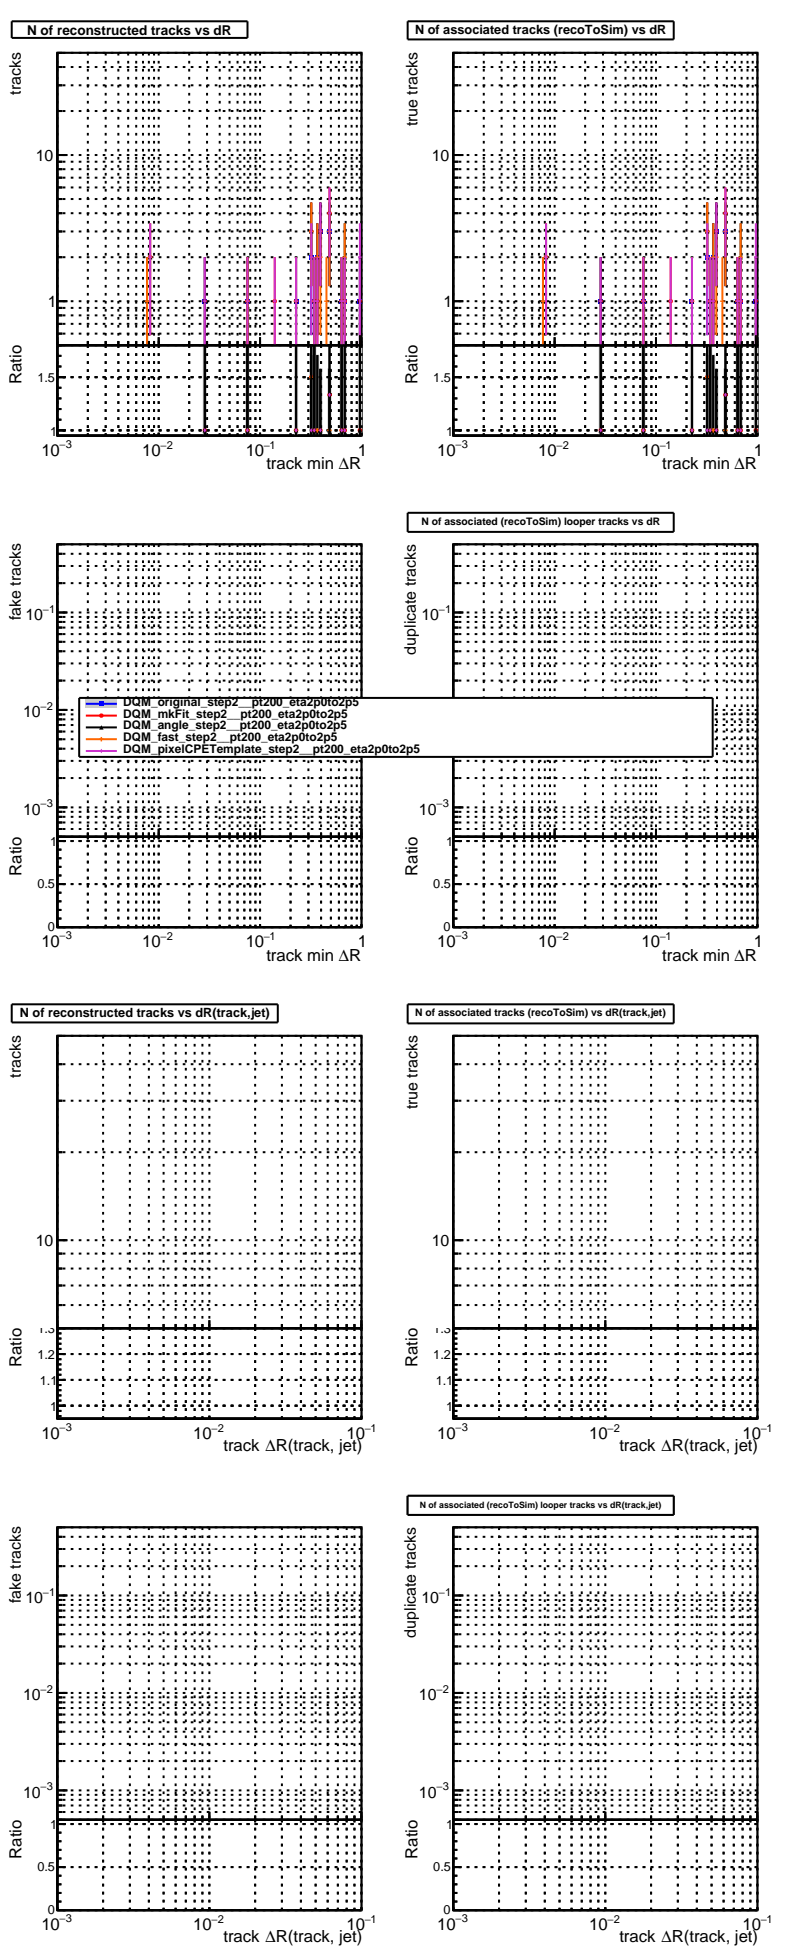 N of reconstructed tracks vs dR
N of associated tracks (recoToSim) vs dR
tracks
10
1
Ratio
1.5
1
10⁻³ 10⁻² 10⁻¹ 1
track min ΔR
true tracks
10
1
Ratio
1.5
1
10⁻³ 10⁻² 10⁻¹ 1
track min ΔR
N of associated (recoToSim) looper tracks vs dR
fake tracks
10⁻¹
10⁻²
10⁻³
Ratio
1
0.5
0
10⁻³ 10⁻² 10⁻¹ 1
track min ΔR
duplicate tracks
10⁻¹
10⁻³
Ratio
1
0.5
0
10⁻³ 10⁻² 10⁻¹ 1
track min ΔR
DQM_original_step2__pt200_eta2p0to2p5
DQM_mkFit_step2__pt200_eta2p0to2p5
DQM_angle_step2__pt200_eta2p0to2p5
DQM_fast_step2__pt200_eta2p0to2p5
DQM_pixelCPETemplate_step2__pt200_eta2p0to2p5
N of reconstructed tracks vs dR(track,jet)
N of associated tracks (recoToSim) vs dR(track,jet)
tracks
10
Ratio
1.3
1.2
1.1
1
10⁻³ 10⁻² 10⁻¹
track ΔR(track, jet)
true tracks
10
Ratio
1.3
1.2
1.1
1
10⁻³ 10⁻² 10⁻¹
track ΔR(track, jet)
N of associated (recoToSim) looper tracks vs dR(track,jet)
fake tracks
10⁻¹
10⁻²
10⁻³
Ratio
1
0.5
0
10⁻³ 10⁻² 10⁻¹
track ΔR(track, jet)
duplicate tracks
10⁻¹
10⁻²
10⁻³
Ratio
1
0.5
0
10⁻³ 10⁻² 10⁻¹
track ΔR(track, jet)